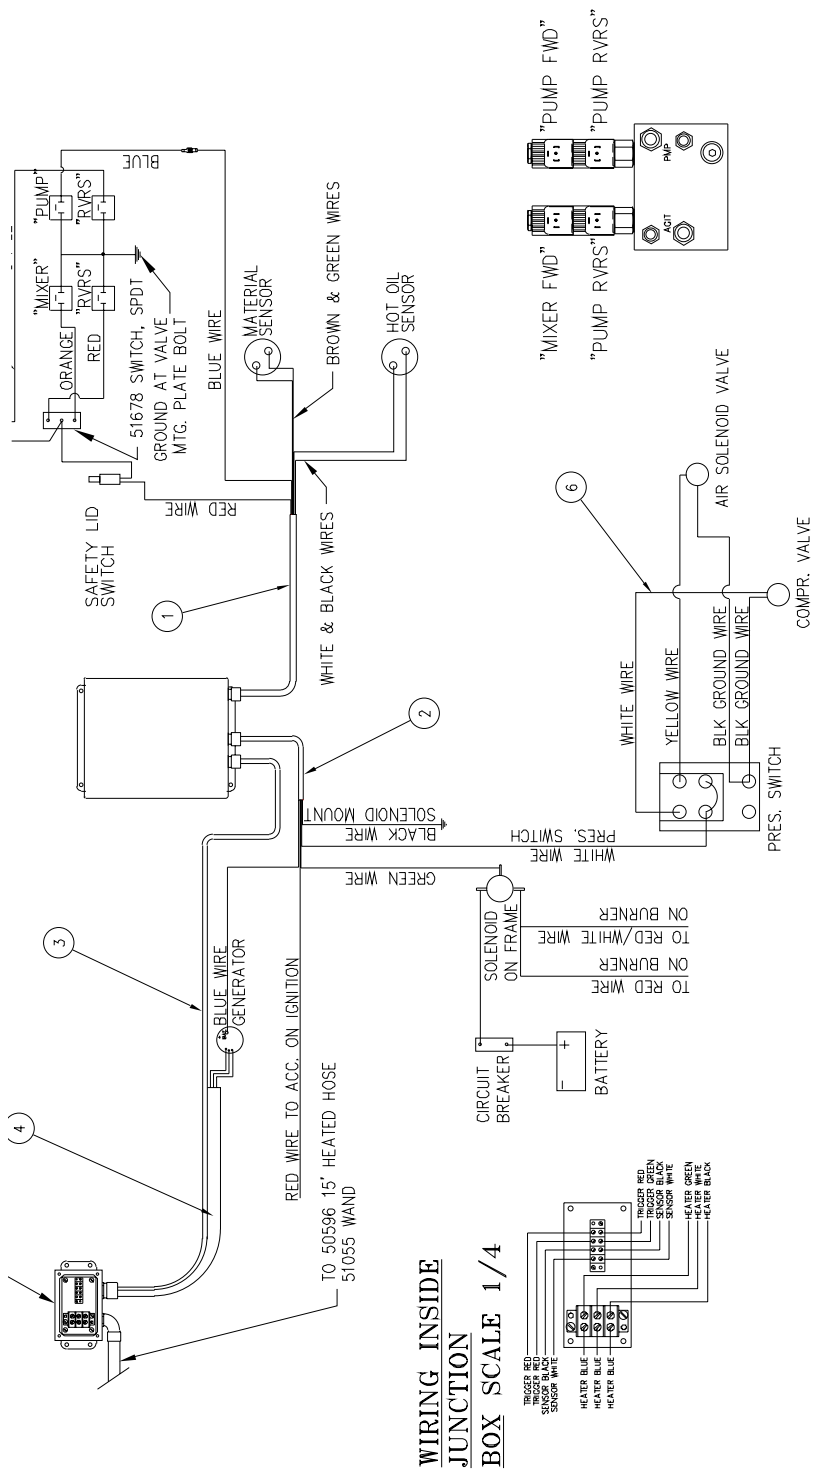 "PUMP"
"RVRS"
BLUE
"MIXER"
"RVRS"
ORANGE
RED
51678 SWITCH, SPDT
GROUND AT VALVE
MTG. PLATE BOLT
BLUE WIRE
SAFETY LID
SWITCH
RED WIRE
MATERIAL
SENSOR
BROWN & GREEN WIRES
HOT OIL
SENSOR
WHITE & BLACK WIRES
1
2
3
4
6
"PUMP FWD"
"PUMP RVRS"
"MIXER FWD"
"PUMP RVRS"
PMP
AGIT
AIR SOLENOID VALVE
COMPR. VALVE
WHITE WIRE
YELLOW WIRE
BLK GROUND WIRE
BLK GROUND WIRE
PRES. SWITCH
SOLENOID MOUNT
BLACK WIRE
PRES. SWITCH
WHITE WIRE
GREEN WIRE
BLUE WIRE
GENERATOR
RED WIRE TO ACC. ON IGNITION
SOLENOID
ON FRAME
ON BURNER
TO RED/WHITE WIRE
ON BURNER
TO RED WIRE
CIRCUIT
BREAKER
+
−
BATTERY
TO 50596 15' HEATED HOSE
51055 WAND
WIRING INSIDE
JUNCTION
BOX SCALE 1/4
TRIGGER RED
TRIGGER GREEN
SENSOR BLACK
SENSOR WHITE
HEATER GREEN
HEATER WHITE
HEATER BLACK
TRIGGER RED
TRIGGER RED
SENSOR BLACK
SENSOR WHITE
HEATER BLUE
HEATER BLUE
HEATER BLUE